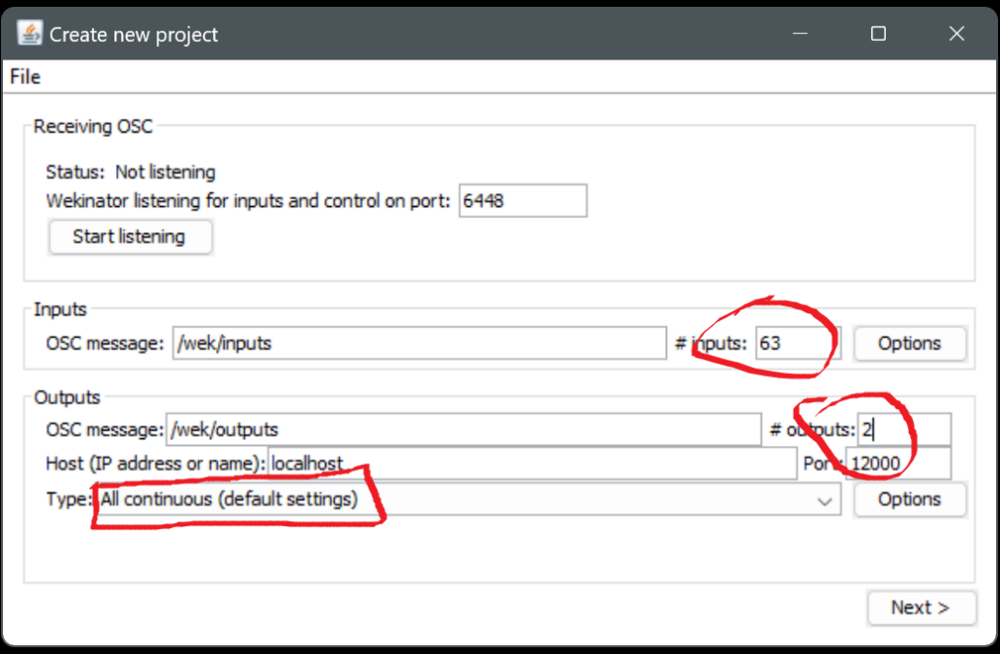 Create new project
File
Receiving OSC
Status: Not listening
Wekinator listening for inputs and control on port: 6448
Start listening
Inputs
OSC message: /wek/inputs # inputs: 63 Options
Outputs
OSC message: /wek/outputs # outputs: 2
Host (IP address or name): localhost Port: 12000
Type: All continuous (default settings) Options
Next >